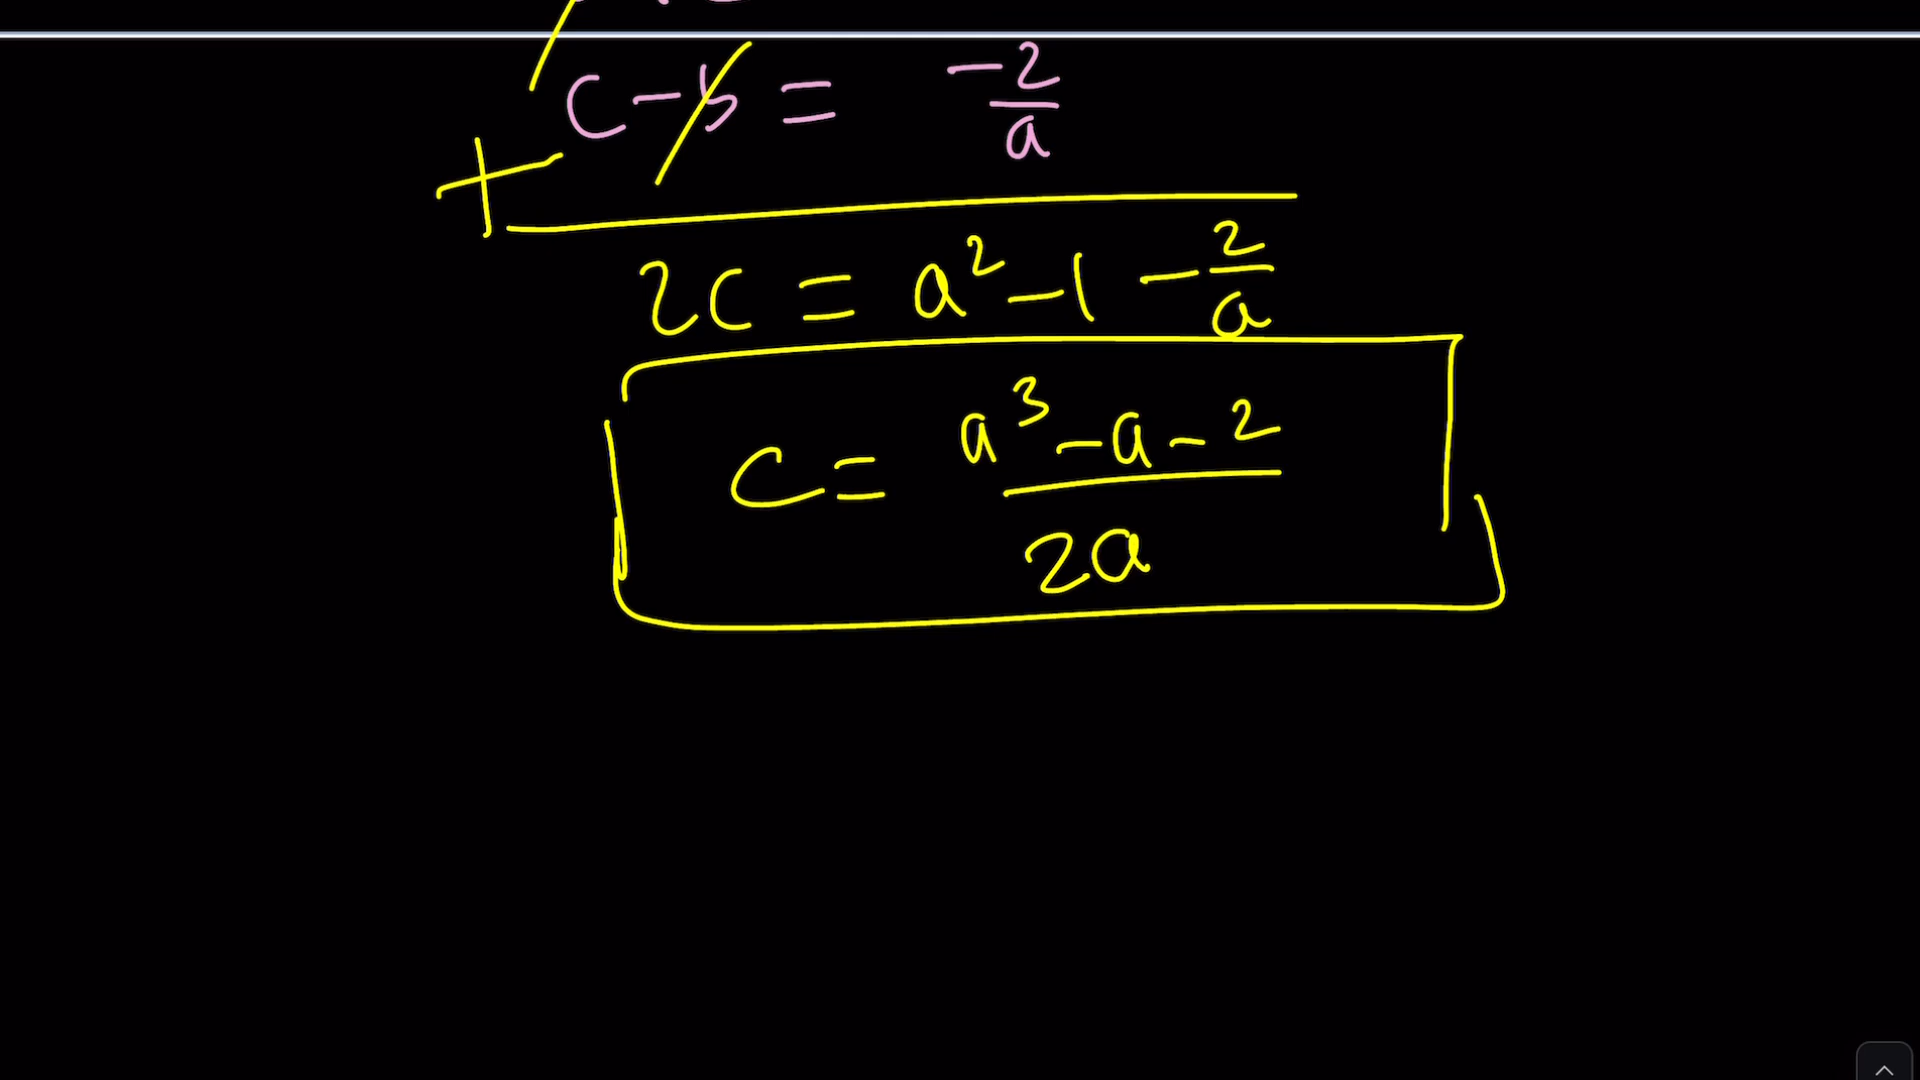 c - b = -2/a
+
2c = a² - 1 - 2/a
c = (a³ - a - 2)/2a